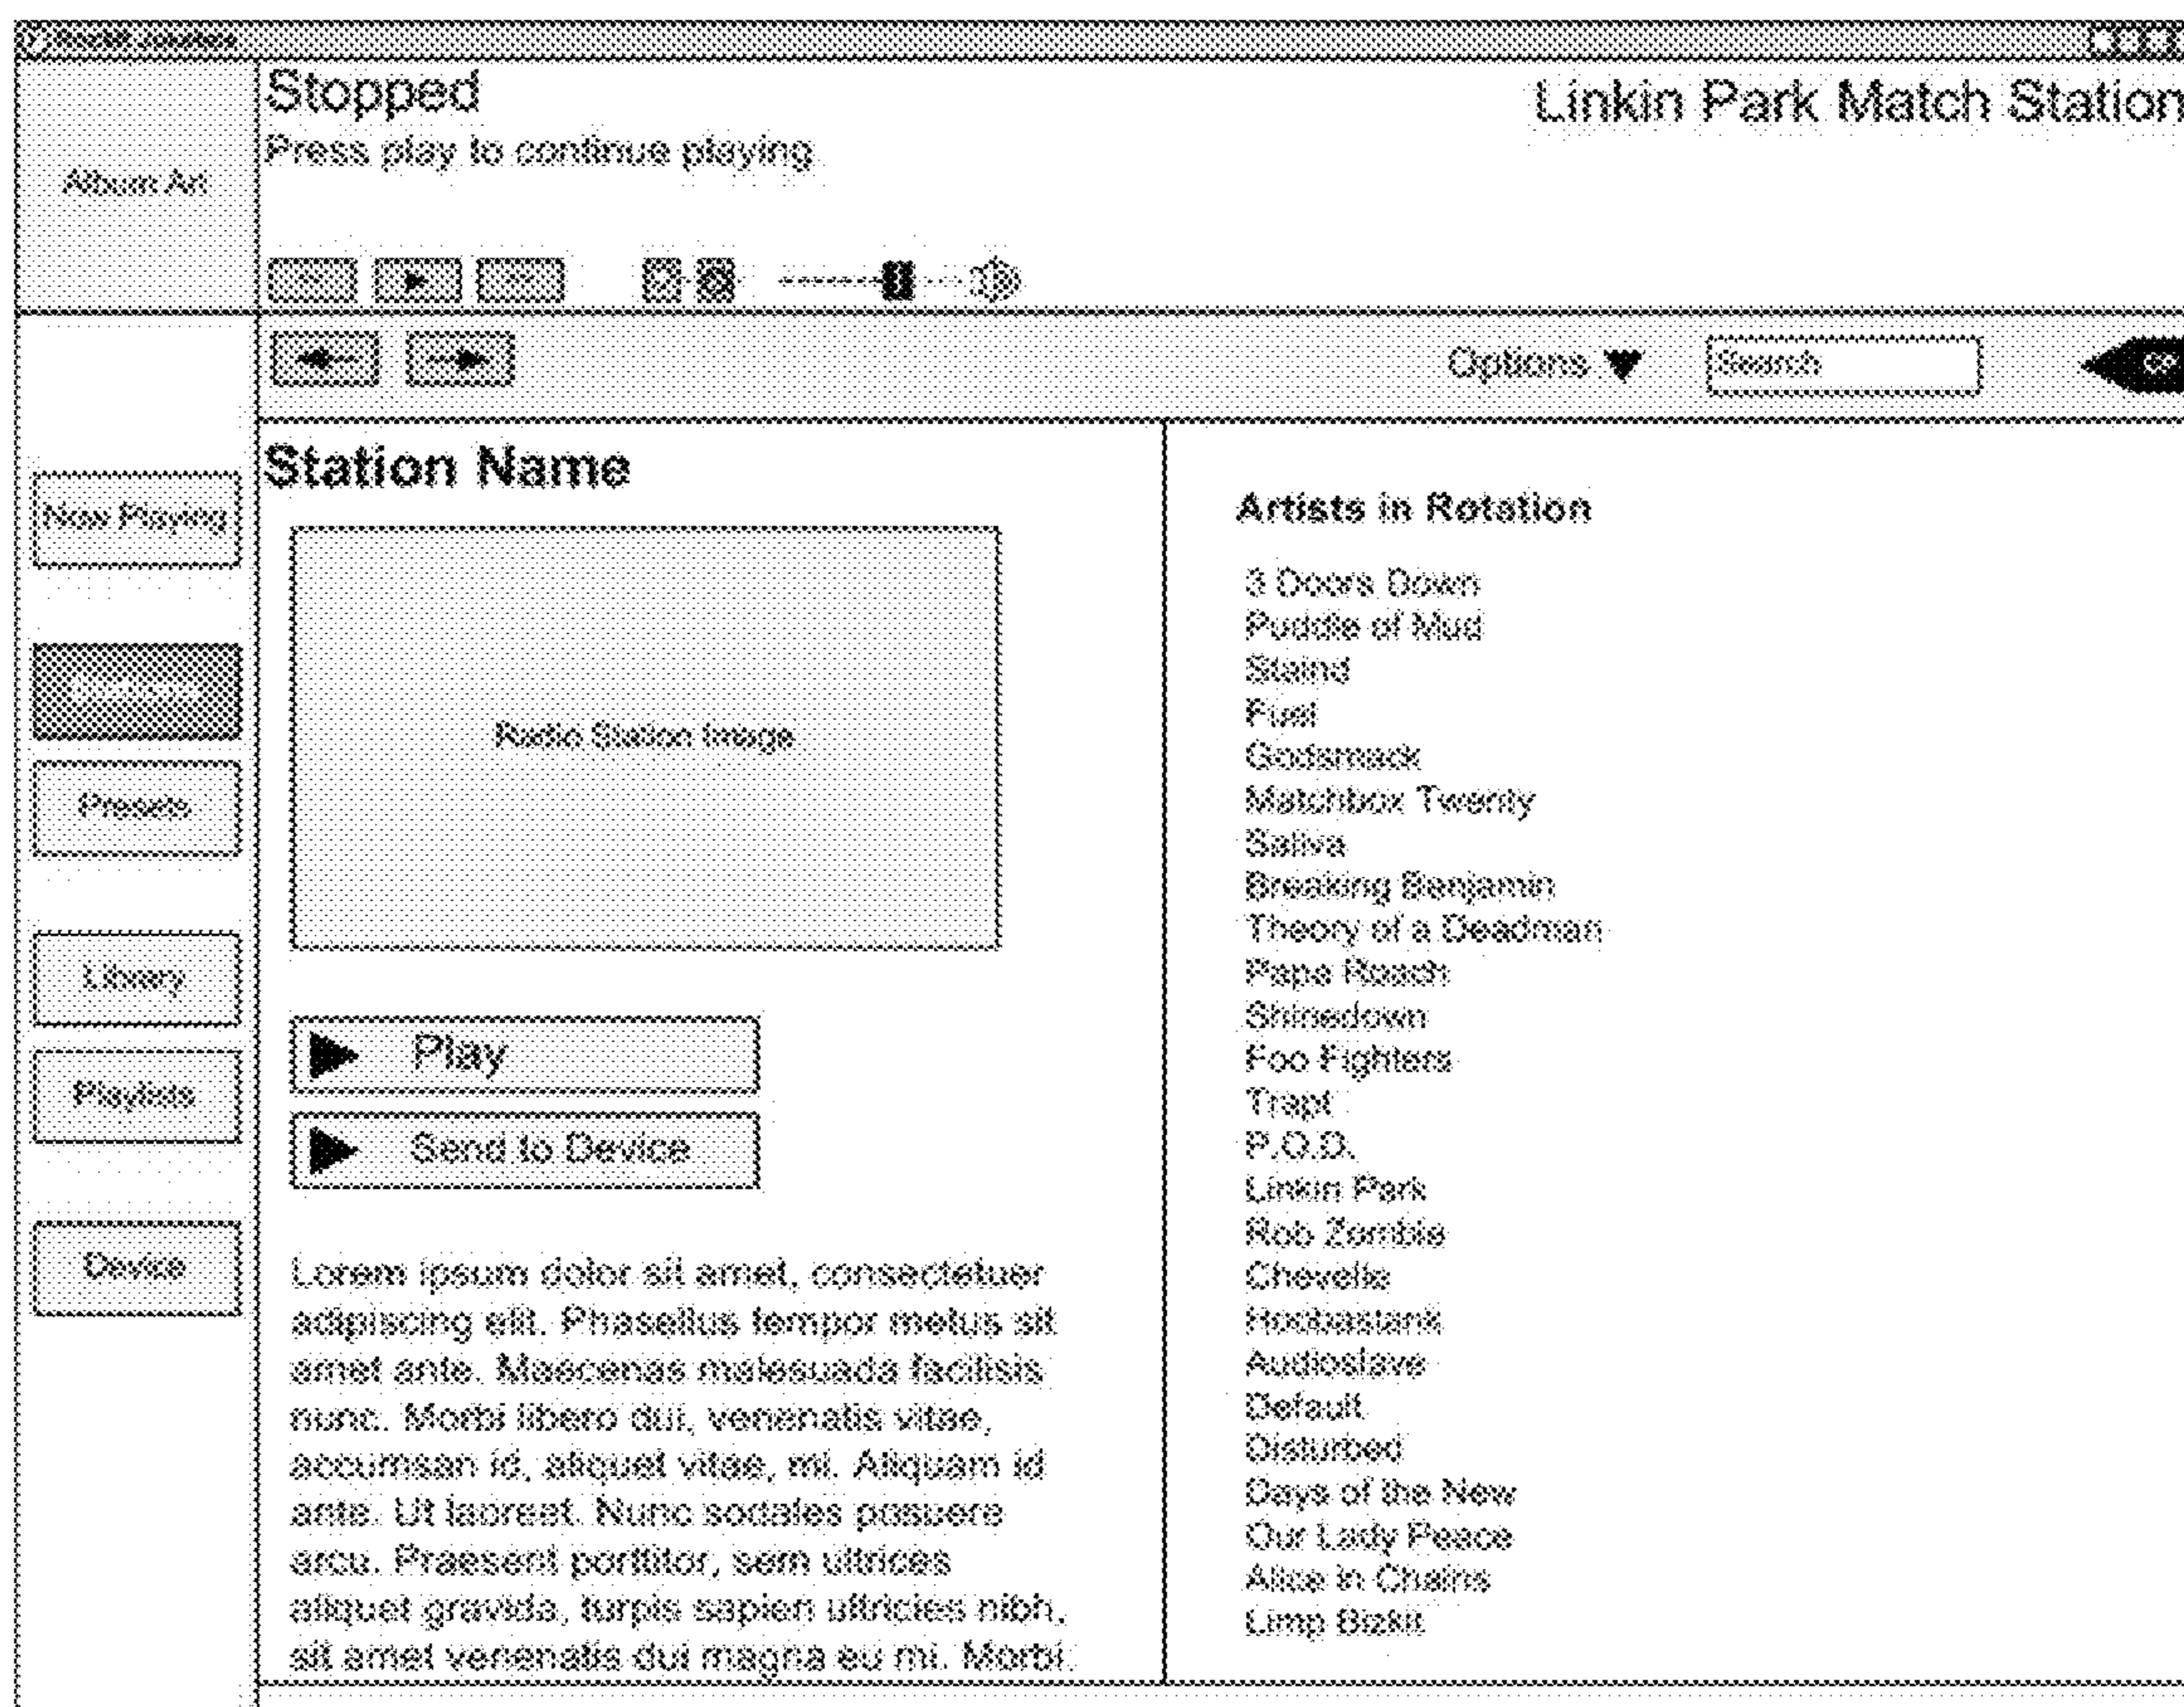 Stopped
Linkin Park Match Station
Press play to continue playing
Album Art
Options
Search
Station Name
Now Playing
Presets
Library
Playlists
Device
Radio Station Image
Play
Send to Device
Lorem ipsum dolor sit amet, consectetuer
adipiscing elit. Phasellus tempor metus sit
amet ante. Maecenas malesuada facilisis
nunc. Morbi libero dui, venenatis vitae,
accumsan id, aliquet vitae, mi. Aliquam id
ante. Ut laoreet. Nunc sodales posuere
arcu. Praesent porttitor, sem ultrices
aliquet gravida, turpis sapien ultricies nibh,
sit amet venenatis dui magna eu mi. Morbi
Artists in Rotation
3 Doors Down
Puddle of Mud
Staind
Fuel
Godsmack
Matchbox Twenty
Saliva
Breaking Benjamin
Theory of a Deadman
Papa Roach
Shinedown
Foo Fighters
Trapt
P.O.D.
Linkin Park
Rob Zombie
Chevelle
Hoobastank
Audioslave
Default
Disturbed
Days of the New
Our Lady Peace
Alice in Chains
Limp Bizkit